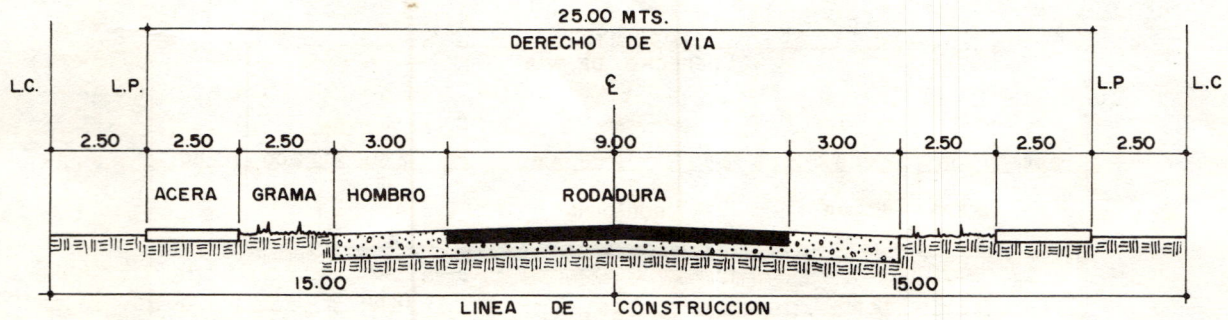 25.00 MTS.
DERECHO DE VIA
L.C. L.P. ℄ L.P L.C
2.50 2.50 2.50 3.00 9.00 3.00 2.50 2.50 2.50
ACERA GRAMA HOMBRO RODADURA
15.00 15.00
LINEA DE CONSTRUCCION